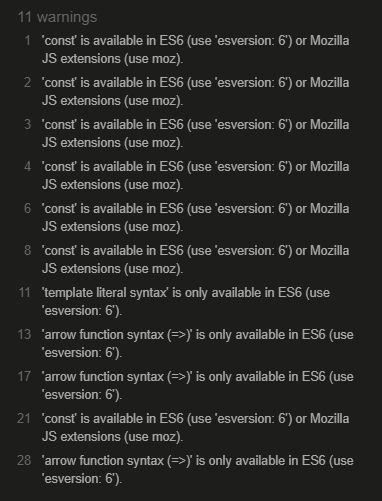 11 warnings
1 'const' is available in ES6 (use 'esversion: 6') or Mozilla
JS extensions (use moz).
2 'const' is available in ES6 (use 'esversion: 6') or Mozilla
JS extensions (use moz).
3 'const' is available in ES6 (use 'esversion: 6') or Mozilla
JS extensions (use moz).
4 'const' is available in ES6 (use 'esversion: 6') or Mozilla
JS extensions (use moz).
6 'const' is available in ES6 (use 'esversion: 6') or Mozilla
JS extensions (use moz).
8 'const' is available in ES6 (use 'esversion: 6') or Mozilla
JS extensions (use moz).
11 'template literal syntax' is only available in ES6 (use
'esversion: 6').
13 'arrow function syntax (=>)' is only available in ES6 (use
'esversion: 6').
17 'arrow function syntax (=>)' is only available in ES6 (use
'esversion: 6').
21 'const' is available in ES6 (use 'esversion: 6') or Mozilla
JS extensions (use moz).
28 'arrow function syntax (=>)' is only available in ES6 (use
'esversion: 6').